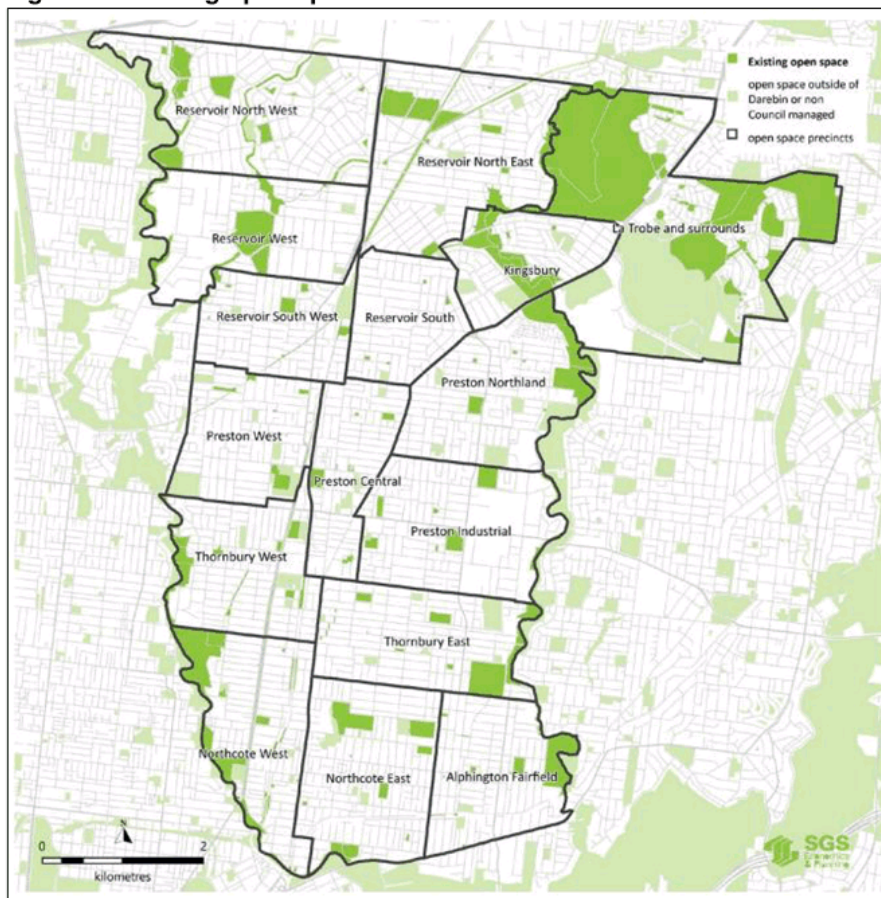 Existing open space
open space outside of
Darebin or non
Council managed
open space precincts
Reservoir North West
Reservoir North East
Reservoir West
La Trobe and surrounds
Kingsbury
Reservoir South West
Reservoir South
Preston Northland
Preston West
Preston Central
Preston Industrial
Thornbury West
Thornbury East
Northcote West
Northcote East
Alphington Fairfield
0
2
kilometres
SGS
Economics
& Planning